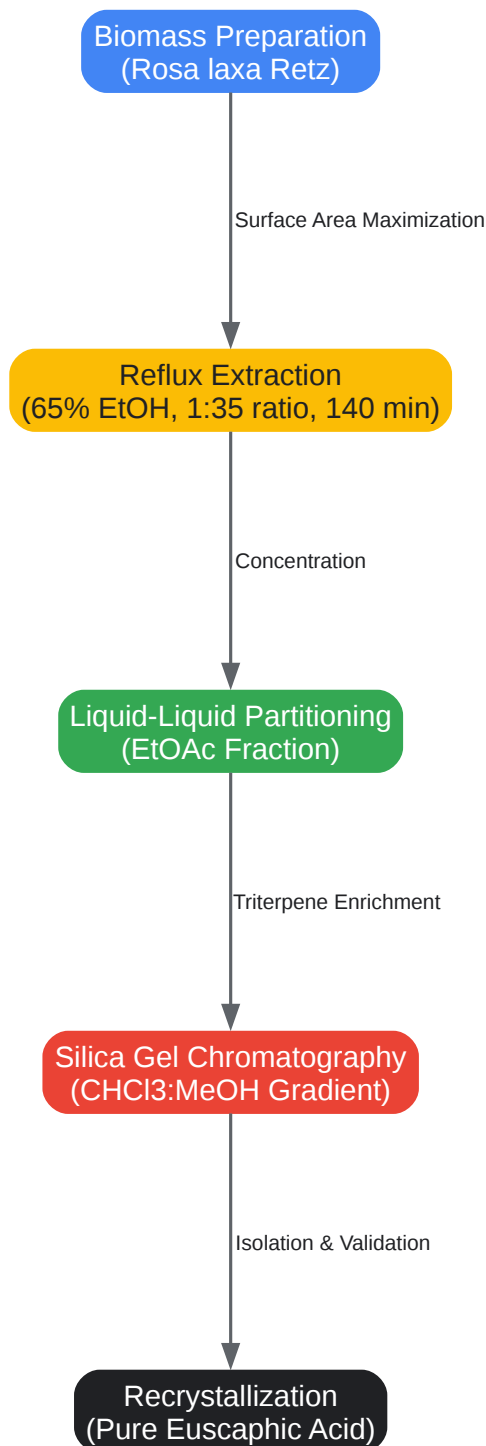 Biomass Preparation
(Rosa laxa Retz)
Surface Area Maximization
Reflux Extraction
(65% EtOH, 1:35 ratio, 140 min)
Concentration
Liquid-Liquid Partitioning
(EtOAc Fraction)
Triterpene Enrichment
Silica Gel Chromatography
(CHCl3:MeOH Gradient)
Isolation & Validation
Recrystallization
(Pure Euscaphic Acid)